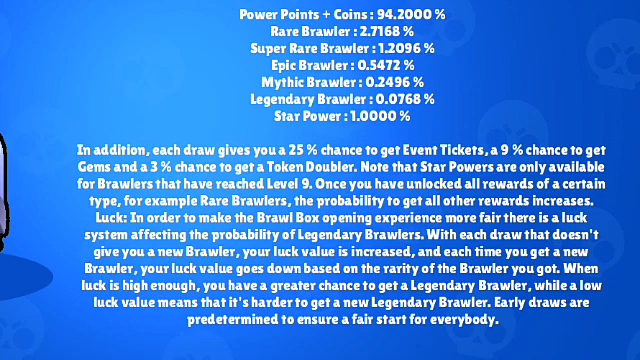 Power Points + Coins : 94.2000 %
Rare Brawler : 2.7168 %
Super Rare Brawler : 1.2096 %
Epic Brawler : 0.5472 %
Mythic Brawler : 0.2496 %
Legendary Brawler : 0.0768 %
Star Power : 1.0000 %
In addition, each draw gives you a 25 % chance to get Event Tickets, a 9 % chance to get
Gems and a 3 % chance to get a Token Doubler. Note that Star Powers are only available
for Brawlers that have reached Level 9. Once you have unlocked all rewards of a certain
type, for example Rare Brawlers, the probability to get all other rewards increases.
Luck: In order to make the Brawl Box opening experience more fair there is a luck
system affecting the probability of Legendary Brawlers. With each draw that doesn't
give you a new Brawler, your luck value is increased, and each time you get a new
Brawler, your luck value goes down based on the rarity of the Brawler you got. When
luck is high enough, you have a greater chance to get a Legendary Brawler, while a low
luck value means that it's harder to get a new Legendary Brawler. Early draws are
predetermined to ensure a fair start for everybody.